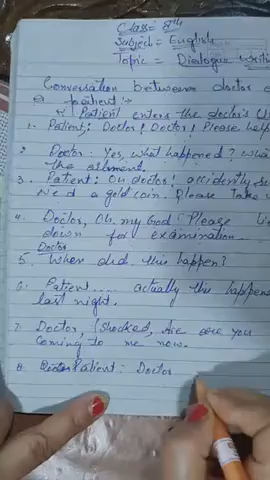 Class = 8th
Subject = English
Topic = Dialogue
Conversation between doctor
a patient :-
Patient enters the doctor's
1. Patient; Doctor! Doctor! Please help
2. Doctor: Yes, what happened?
the ailment.
3. Patient: Oh doctor! accidently
a gold coin. Please take
4. Doctor, Oh my God! Please
down for examination
Doctor
5. When did this happen?
6. Patient.... actually this happene
last night.
7. Doctor, (Shocked, Are you
coming to me now.
8. Patient: Doctor